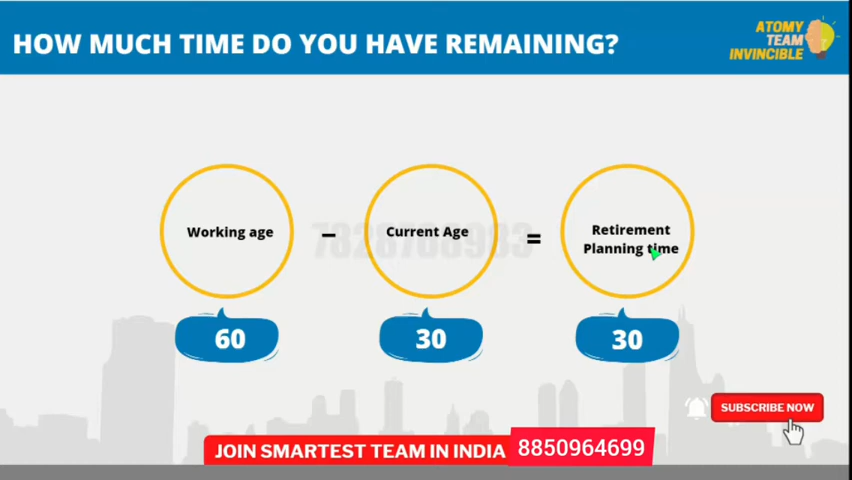 HOW MUCH TIME DO YOU HAVE REMAINING?
ATOMY
TEAM
INVINCIBLE
Working age
-
Current Age
=
Retirement
Planning time
60
30
30
SUBSCRIBE NOW
JOIN SMARTEST TEAM IN INDIA
8850964699